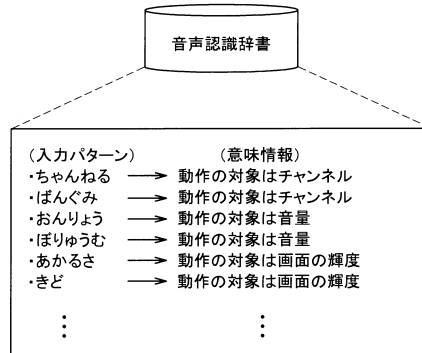 音声認識辞書
（入力パターン） （意味情報）
・ちゃんねる → 動作の対象はチャンネル
・ばんぐみ → 動作の対象はチャンネル
・おんりょう → 動作の対象は音量
・ぼりゅうむ → 動作の対象は音量
・あかるさ → 動作の対象は画面の輝度
・きど → 動作の対象は画面の輝度
⋮ ⋮